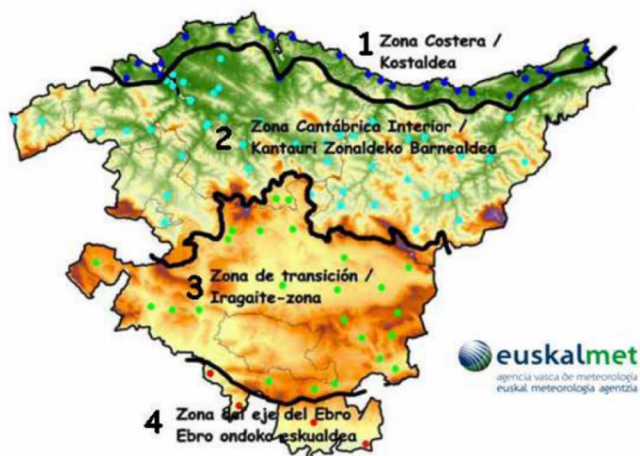 1 Zona Costera /
Kostaldea
2 Zona Cantábrica Interior /
Kantauri Zonaldeko Barnealdea
3 Zona de transición /
Iragaite-zona
euskalmet
agencia vasca de meteorología
euskal meteorologia agentzia
4 Zona del eje del Ebro /
Ebro ondoko eskualdea